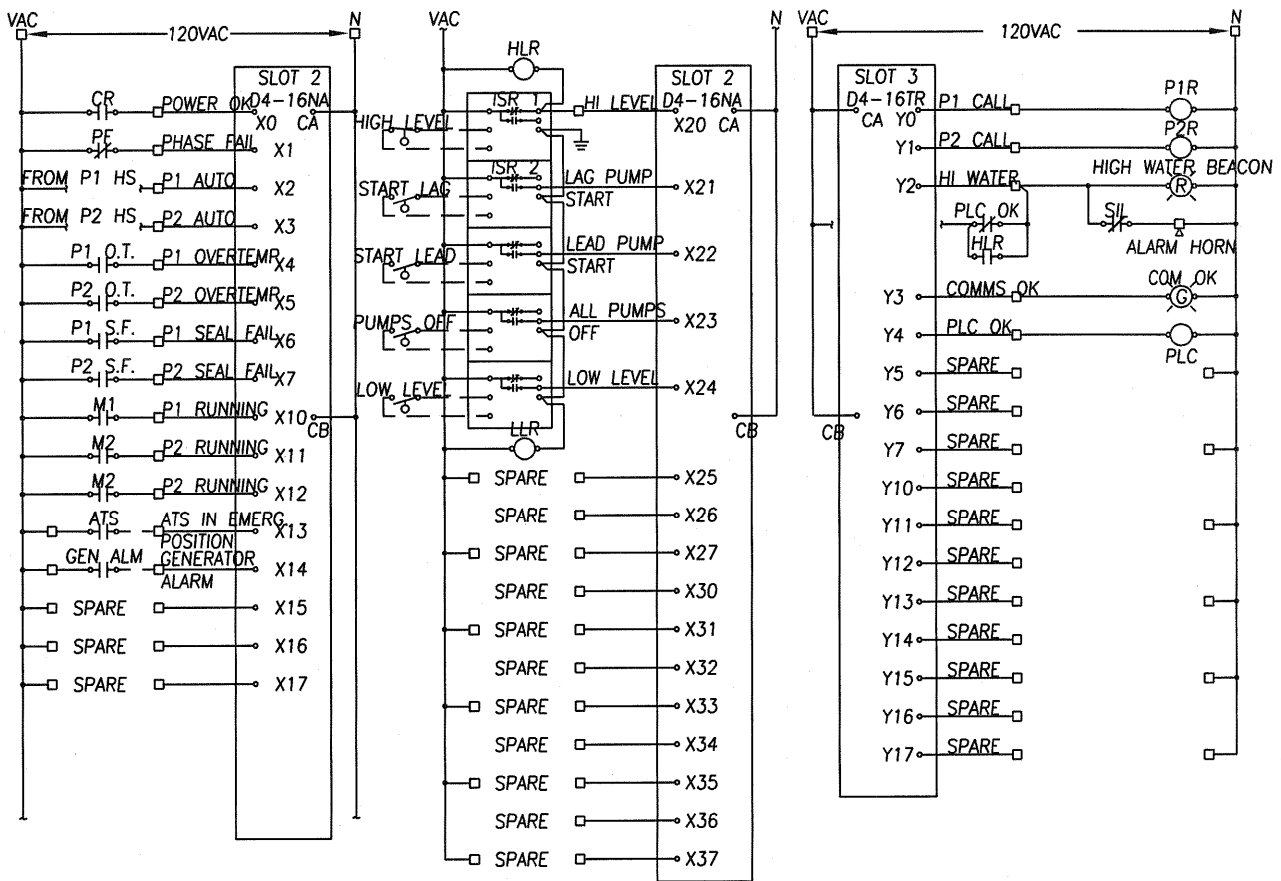 VAC
120VAC
N
SLOT 2
D4-16NA
CR
POWER OK
X0 CA
PF
PHASE FAIL
X1
FROM P1 HS
P1 AUTO
X2
FROM P2 HS
P2 AUTO
X3
P1 O.T.
P1 OVERTEMP
X4
P2 O.T.
P2 OVERTEMP
X5
P1 S.F.
P1 SEAL FAIL
X6
P2 S.F.
P2 SEAL FAIL
X7
M1
P1 RUNNING
X10
CB
M2
P2 RUNNING
X11
M2
P2 RUNNING
X12
ATS
ATS IN EMERG
POSITION
X13
GEN ALM
GENERATOR
ALARM
X14
SPARE
X15
SPARE
X16
SPARE
X17
VAC
N
HLR
SLOT 2
D4-16NA
ISR 1
HI LEVEL
X20 CA
HIGH LEVEL
ISR 2
LAG PUMP
START
X21
START LAG
LEAD PUMP
START
X22
START LEAD
ALL PUMPS
OFF
X23
PUMPS OFF
LOW LEVEL
X24
LOW LEVEL
CB
LLR
SPARE
X25
SPARE
X26
SPARE
X27
SPARE
X30
SPARE
X31
SPARE
X32
SPARE
X33
SPARE
X34
SPARE
X35
SPARE
X36
SPARE
X37
VAC
120VAC
N
SLOT 3
D4-16TR
CA Y0
P1 CALL
P1R
Y1
P2 CALL
P2R
Y2
HI WATER
HIGH WATER BEACON
R
PLC OK
HLR
SIL
ALARM HORN
Y3
COMMS OK
COM OK
G
Y4
PLC OK
PLC
Y5
SPARE
Y6
SPARE
CB
Y7
SPARE
Y10
SPARE
Y11
SPARE
Y12
SPARE
Y13
SPARE
Y14
SPARE
Y15
SPARE
Y16
SPARE
Y17
SPARE